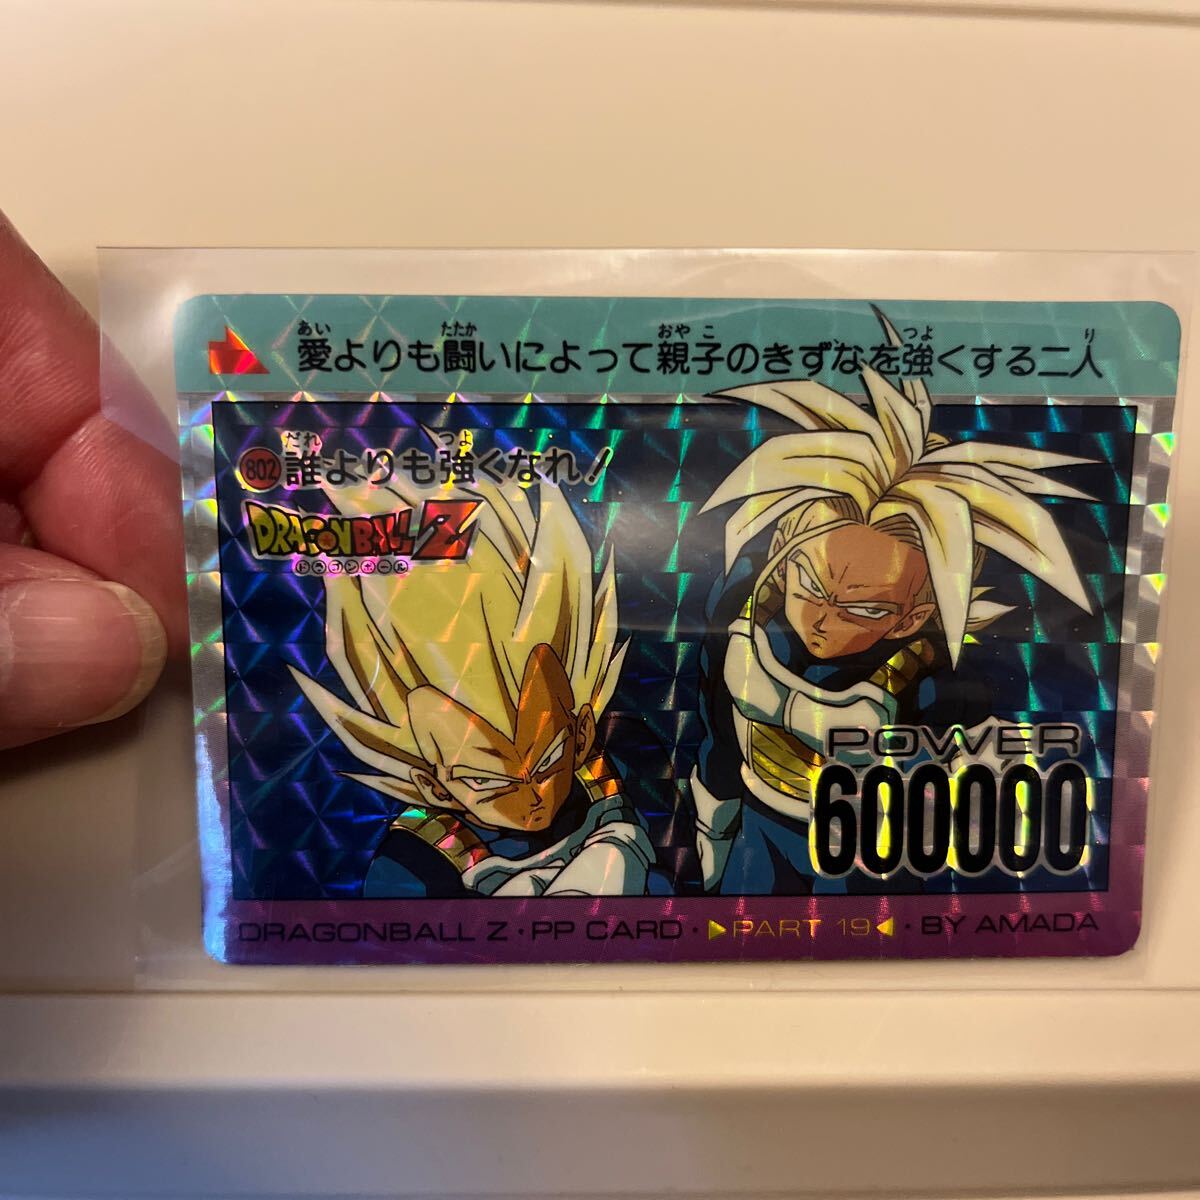 あい たたか おや こ つよ り
愛よりも闘いによって親子のきずなを強くする二人
だれ つよ
802 誰よりも強くなれ!
DRAGONBALL Z
ドラゴンボール
POWER
600000
DRAGONBALL Z・PP CARD・▶PART 19◀・BY AMADA